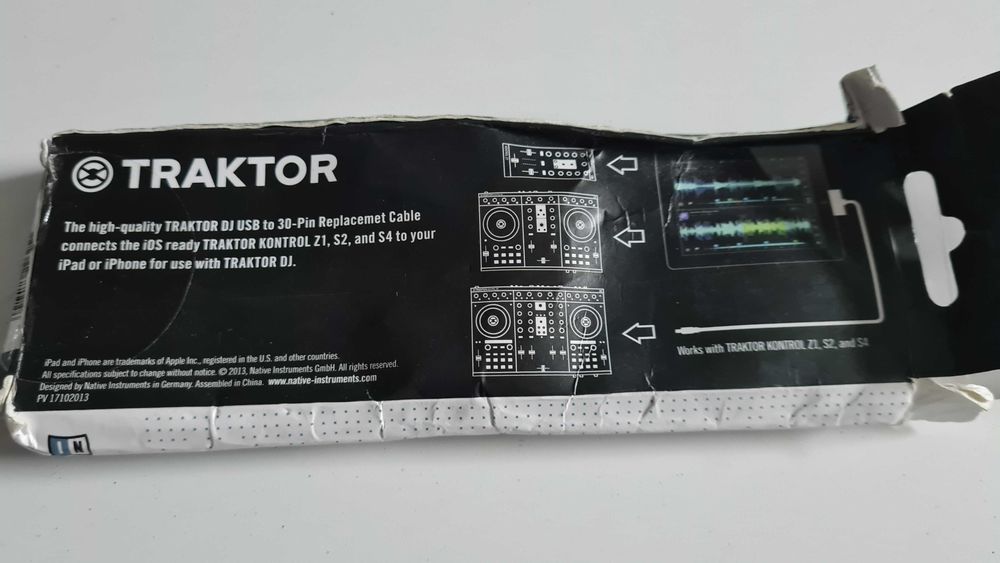 TRAKTOR
The high-quality TRAKTOR DJ USB to 30-Pin Replacemet Cable
connects the iOS ready TRAKTOR KONTROL Z1, S2, and S4 to your
iPad or iPhone for use with TRAKTOR DJ.
Works with TRAKTOR KONTROL Z1, S2, and S4
iPad and iPhone are trademarks of Apple Inc., registered in the U.S. and other countries.
All specifications subject to change without notice. © 2013, Native Instruments GmbH. All rights reserved.
Designed by Native Instruments in Germany. Assembled in China. www.native-instruments.com
PV 17102013
N I